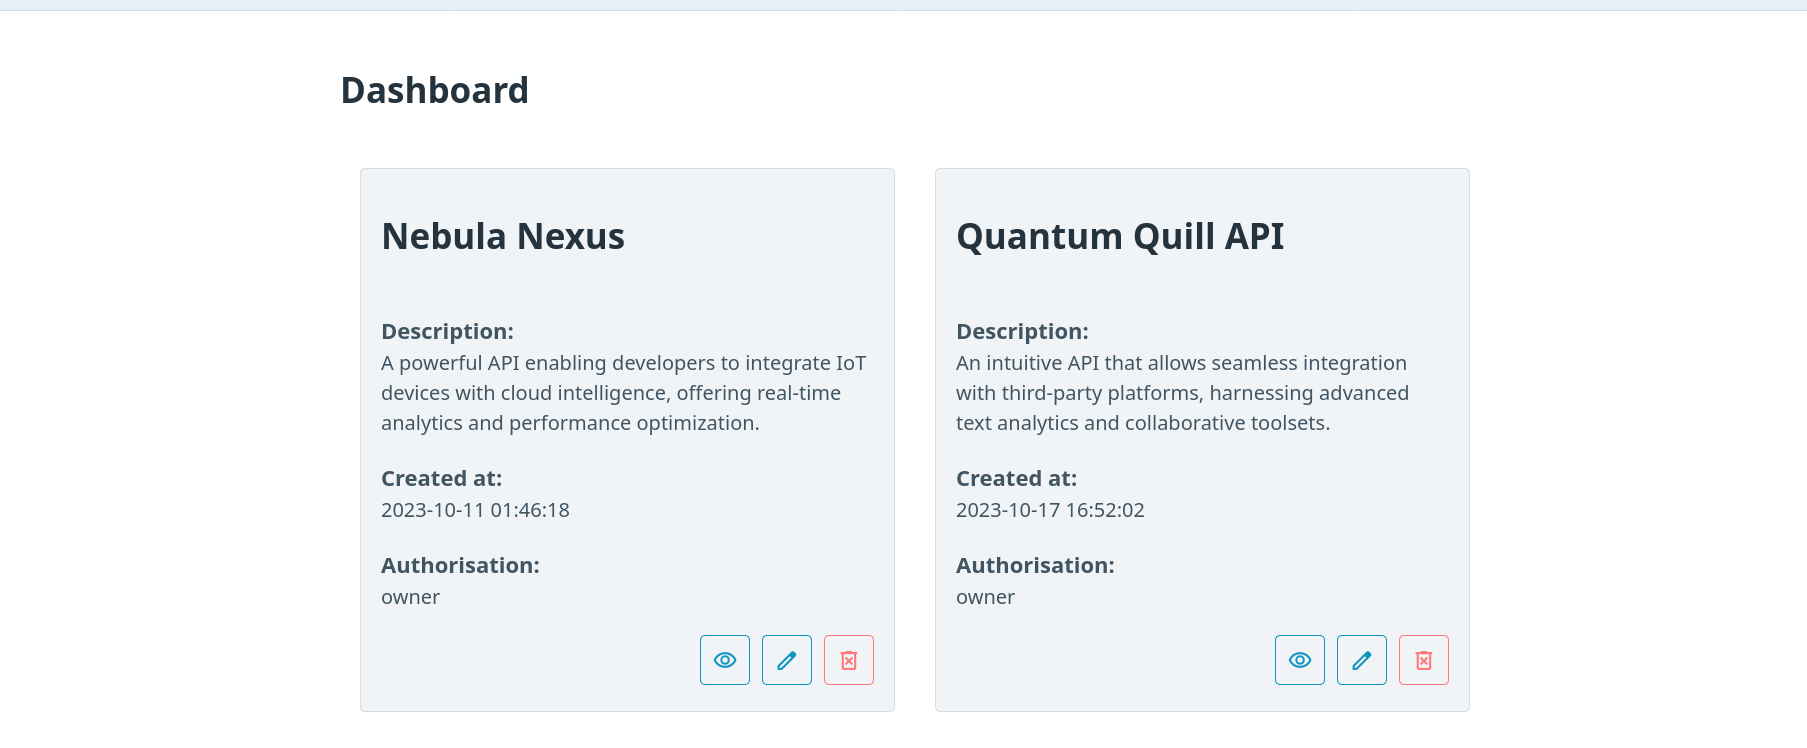 Dashboard
Nebula Nexus
Description:
A powerful API enabling developers to integrate IoT
devices with cloud intelligence, offering real-time
analytics and performance optimization.
Created at:
2023-10-11 01:46:18
Authorisation:
owner
Quantum Quill API
Description:
An intuitive API that allows seamless integration
with third-party platforms, harnessing advanced
text analytics and collaborative toolsets.
Created at:
2023-10-17 16:52:02
Authorisation:
owner